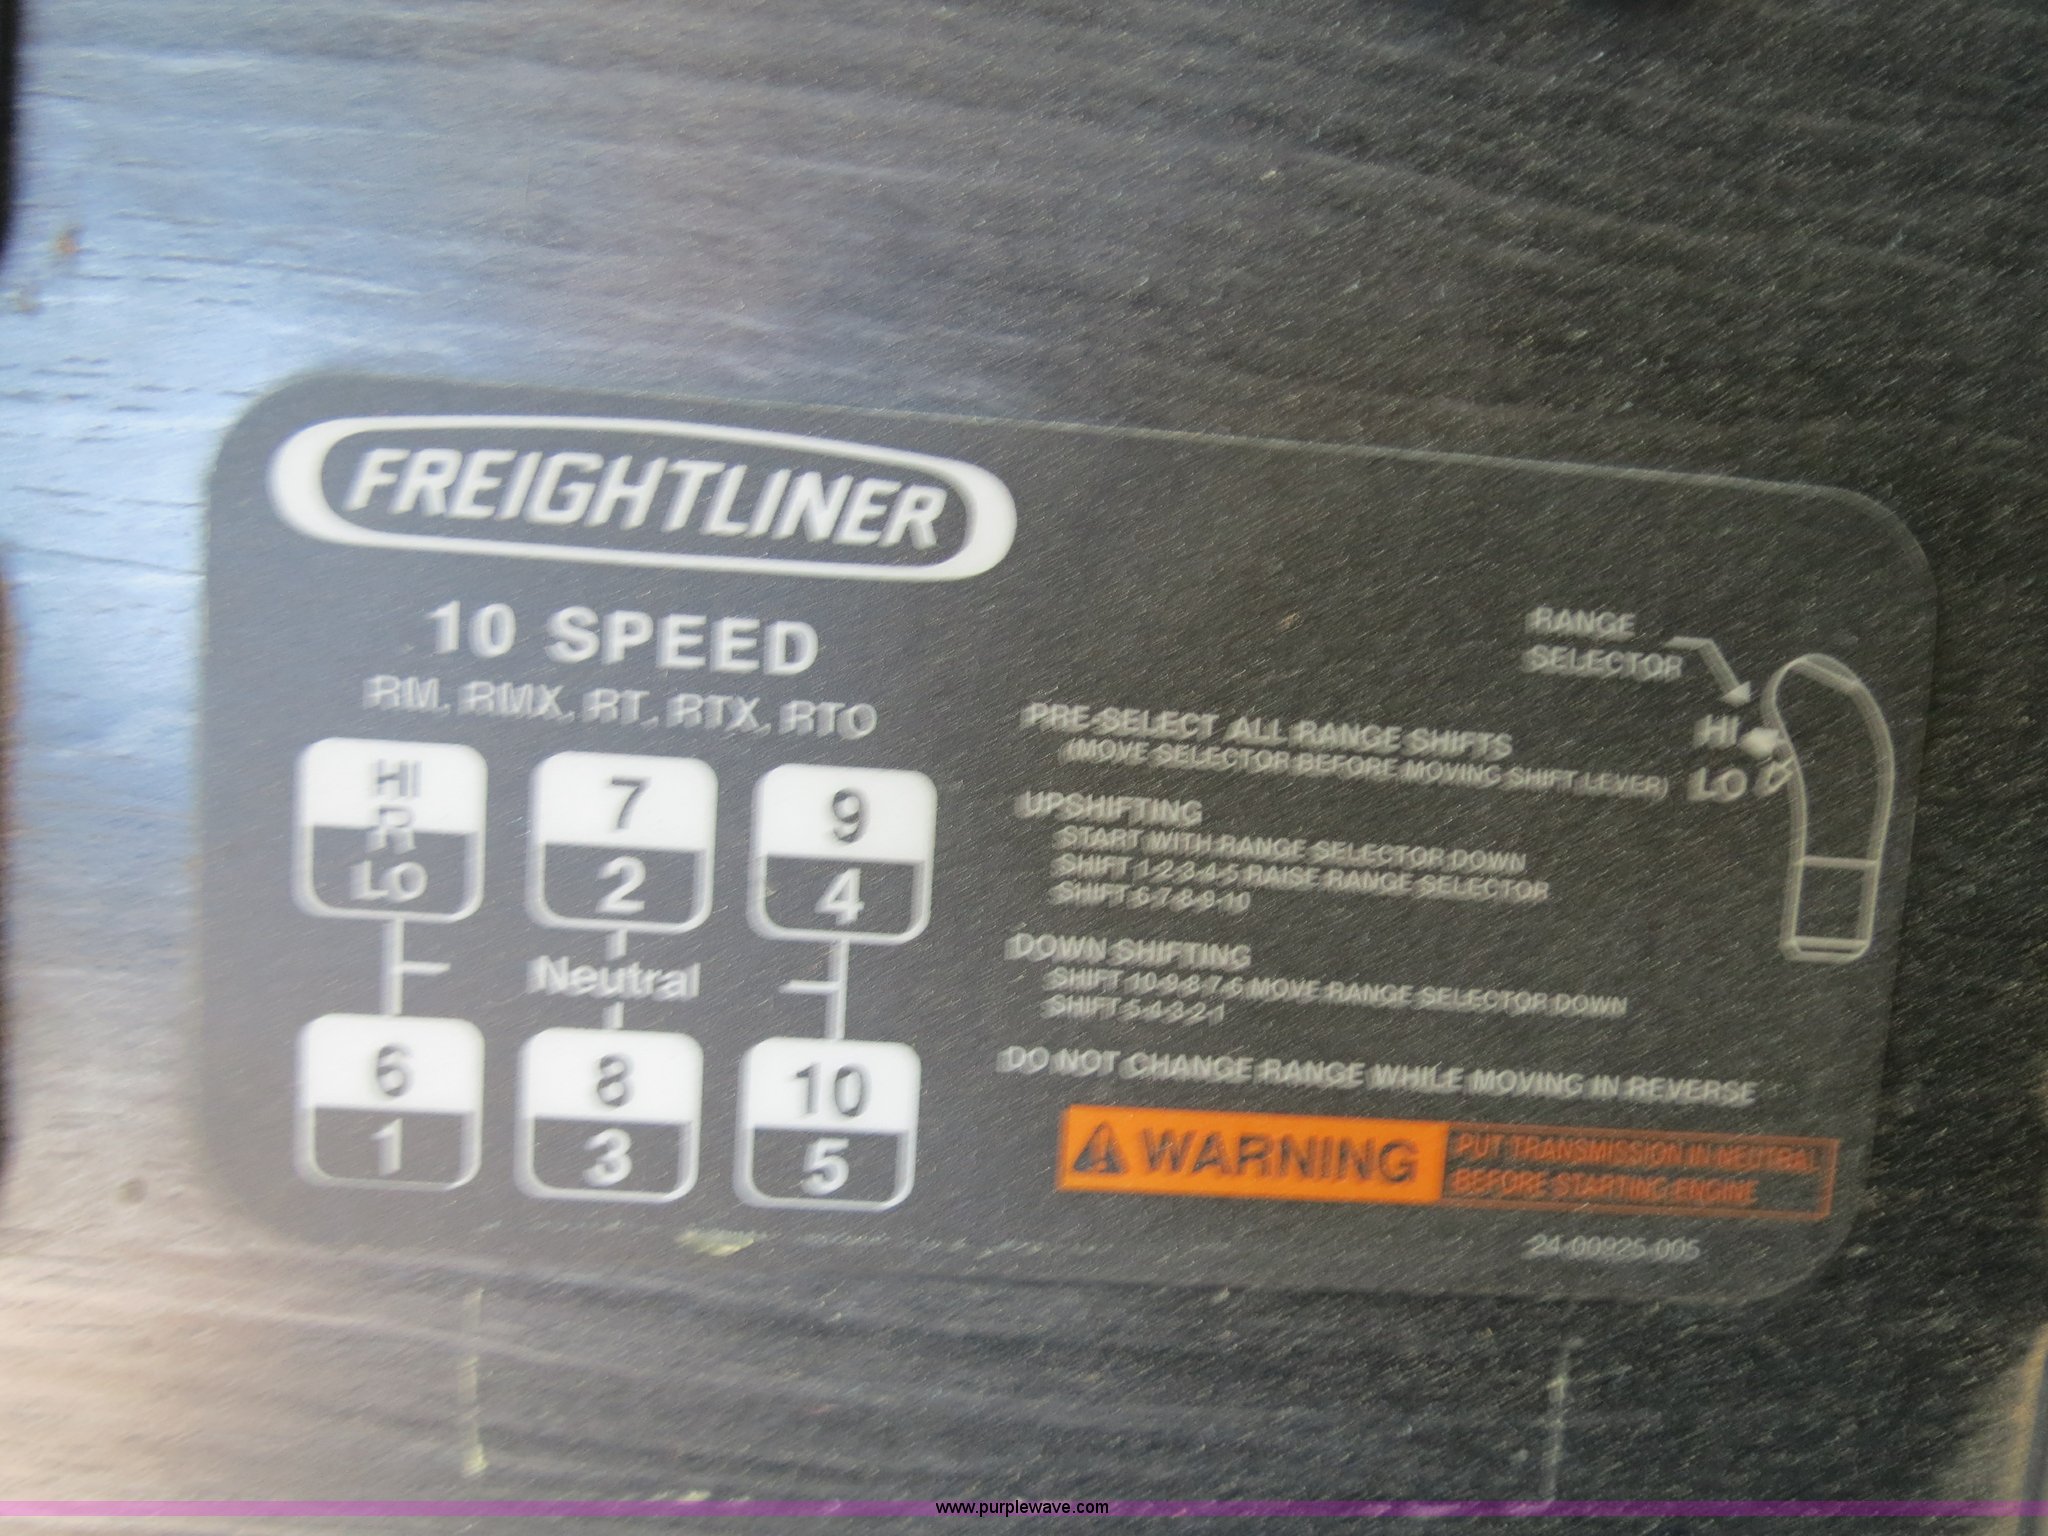 FREIGHTLINER
10 SPEED
RM, RMX, RT, RTX, RTO
HI
R
LO
7
2
9
4
Neutral
6
1
8
3
10
5
RANGE
SELECTOR
HI
LO
PRE-SELECT ALL RANGE SHIFTS
(MOVE SELECTOR BEFORE MOVING SHIFT LEVER)
UPSHIFTING
START WITH RANGE SELECTOR DOWN
SHIFT 1-2-3-4-5 RAISE RANGE SELECTOR
SHIFT 6-7-8-9-10
DOWN SHIFTING
SHIFT 10-9-8-7-6 MOVE RANGE SELECTOR DOWN
SHIFT 5-4-3-2-1
DO NOT CHANGE RANGE WHILE MOVING IN REVERSE
WARNING
PUT TRANSMISSION IN NEUTRAL
BEFORE STARTING ENGINE
24-00925-005
www.purplewave.com